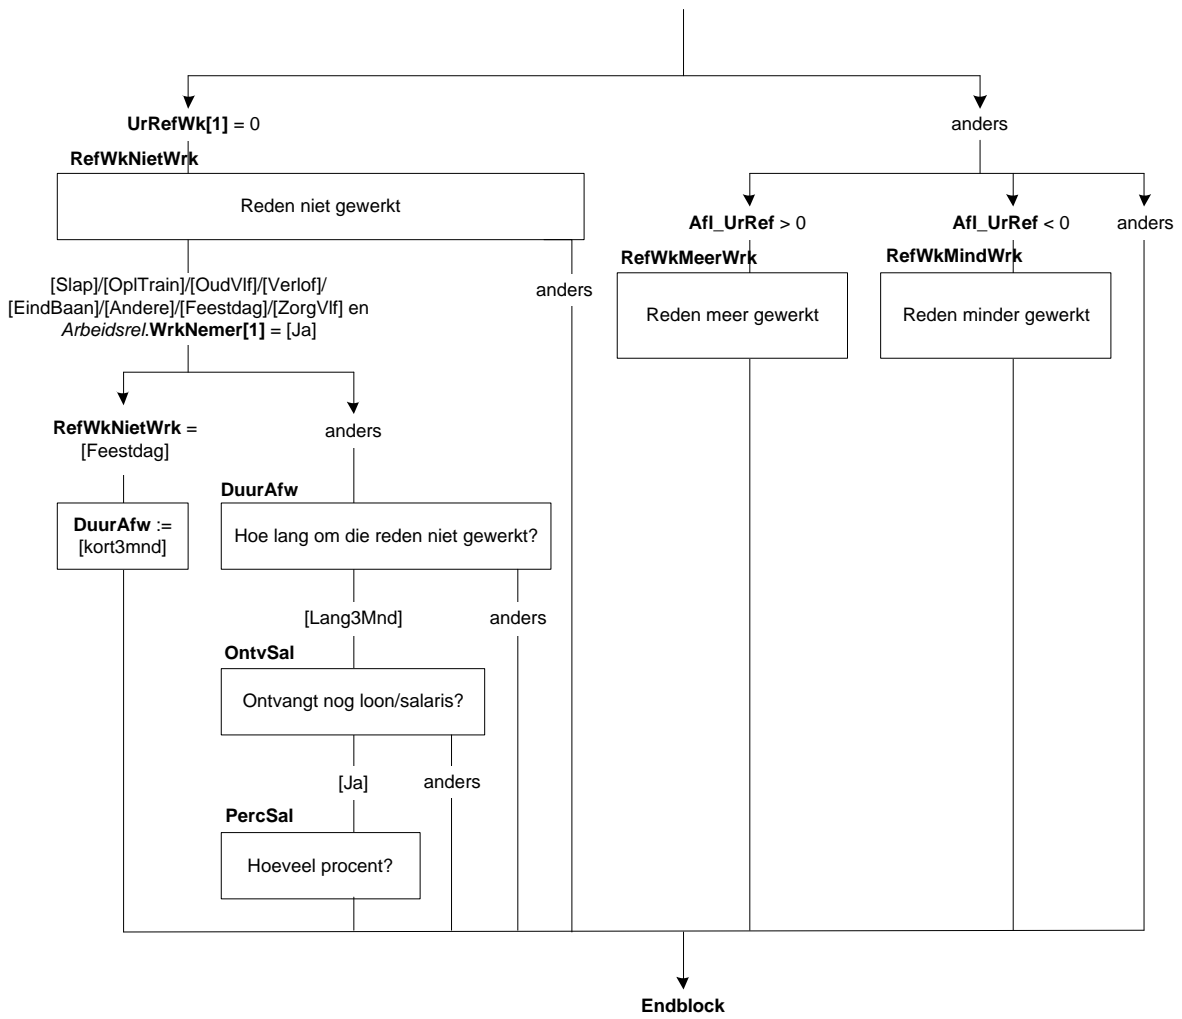 UrRefWk[1] = 0
anders
RefWkNietWrk
Reden niet gewerkt
Afl_UrRef > 0
Afl_UrRef < 0
anders
RefWkMeerWrk
RefWkMindWrk
[Slap]/[OplTrain]/[OudVlf]/[Verlof]/
[EindBaan]/[Andere]/[Feestdag]/[ZorgVlf] en
Arbeidsrel.WrkNemer[1] = [Ja]
anders
Reden meer gewerkt
Reden minder gewerkt
RefWkNietWrk =
[Feestdag]
anders
DuurAfw
DuurAfw :=
[kort3mnd]
Hoe lang om die reden niet gewerkt?
[Lang3Mnd]
anders
OntvSal
Ontvangt nog loon/salaris?
[Ja]
anders
PercSal
Hoeveel procent?
Endblock